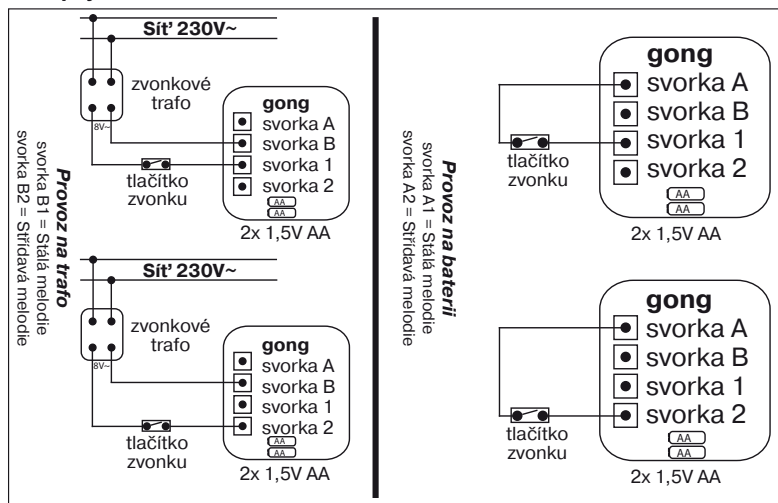 Síť 230V~
zvonkové
trafo
8V~
gong
svorka A
svorka B
svorka 1
svorka 2
AA
AA
tlačítko
zvonku
2x 1,5V AA
Provoz na trafo
svorka B1 = Stálá melodie
svorka B2 = Střídavá melodie
Síť 230V~
zvonkové
trafo
8V~
gong
svorka A
svorka B
svorka 1
svorka 2
AA
AA
tlačítko
zvonku
2x 1,5V AA
gong
svorka A
svorka B
svorka 1
svorka 2
AA
AA
tlačítko
zvonku
2x 1,5V AA
Provoz na baterii
svorka A1 = Stálá melodie
svorka A2 = Střídavá melodie
gong
svorka A
svorka B
svorka 1
svorka 2
AA
AA
tlačítko
zvonku
2x 1,5V AA